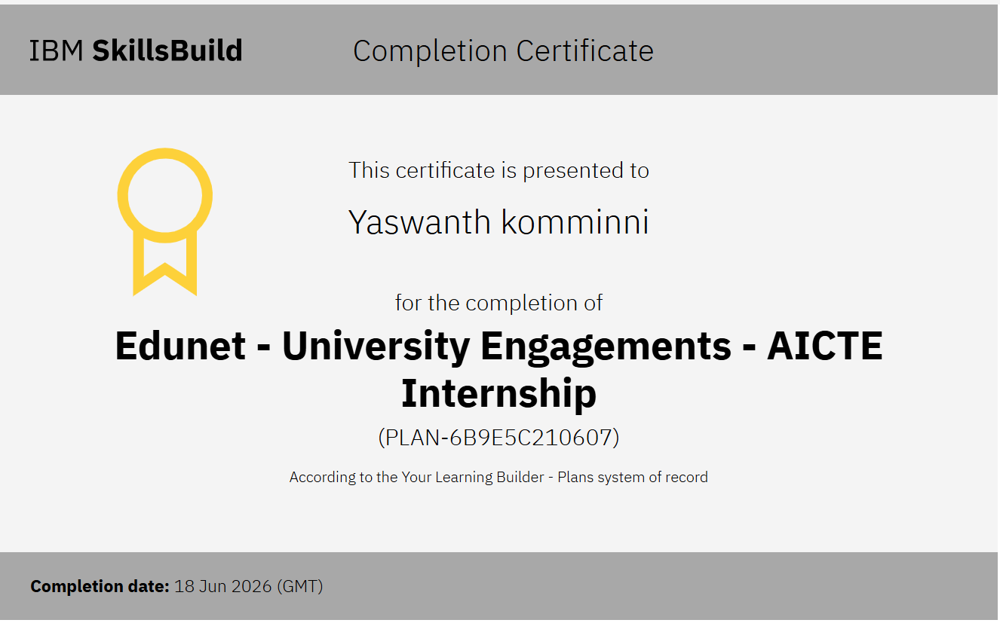 IBM SkillsBuild
Completion Certificate
This certificate is presented to
Yaswanth komminni
for the completion of
Edunet - University Engagements - AICTE
Internship
(PLAN-6B9E5C210607)
According to the Your Learning Builder - Plans system of record
Completion date: 18 Jun 2026 (GMT)